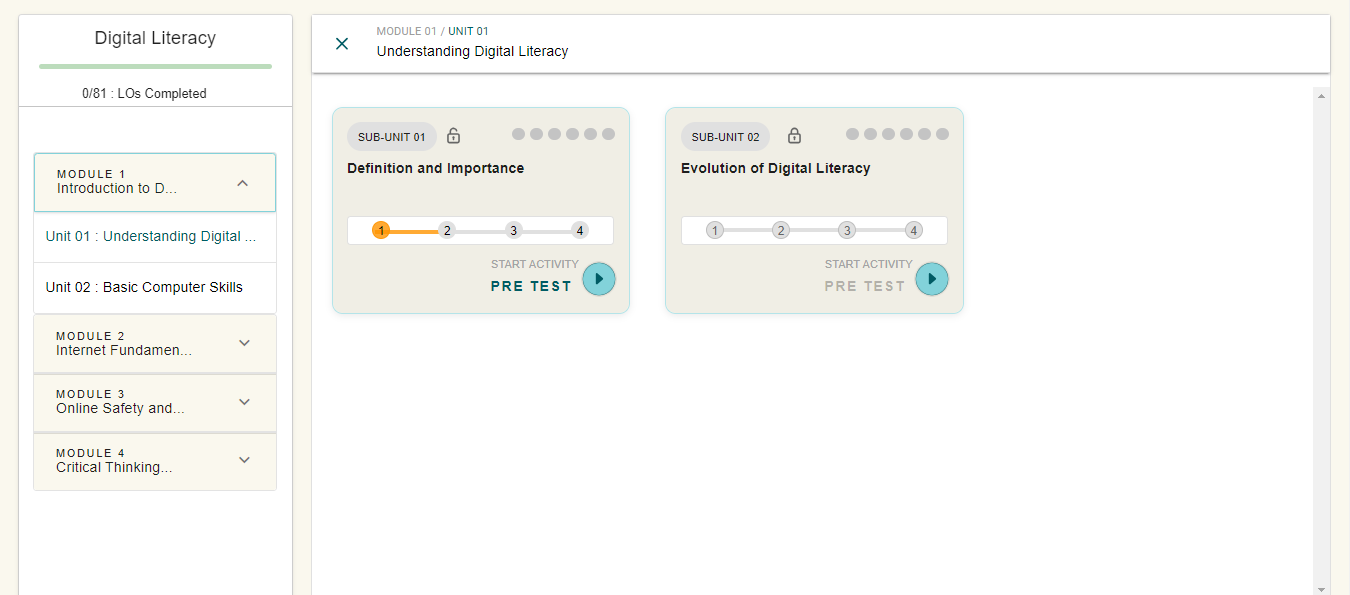 Digital Literacy
0/81 : LOs Completed
MODULE 1
Introduction to D...
Unit 01 : Understanding Digital ...
Unit 02 : Basic Computer Skills
MODULE 2
Internet Fundamen...
MODULE 3
Online Safety and...
MODULE 4
Critical Thinking...
MODULE 01 / UNIT 01
Understanding Digital Literacy
SUB-UNIT 01
Definition and Importance
1 2 3 4
START ACTIVITY
PRE TEST
SUB-UNIT 02
Evolution of Digital Literacy
1 2 3 4
START ACTIVITY
PRE TEST